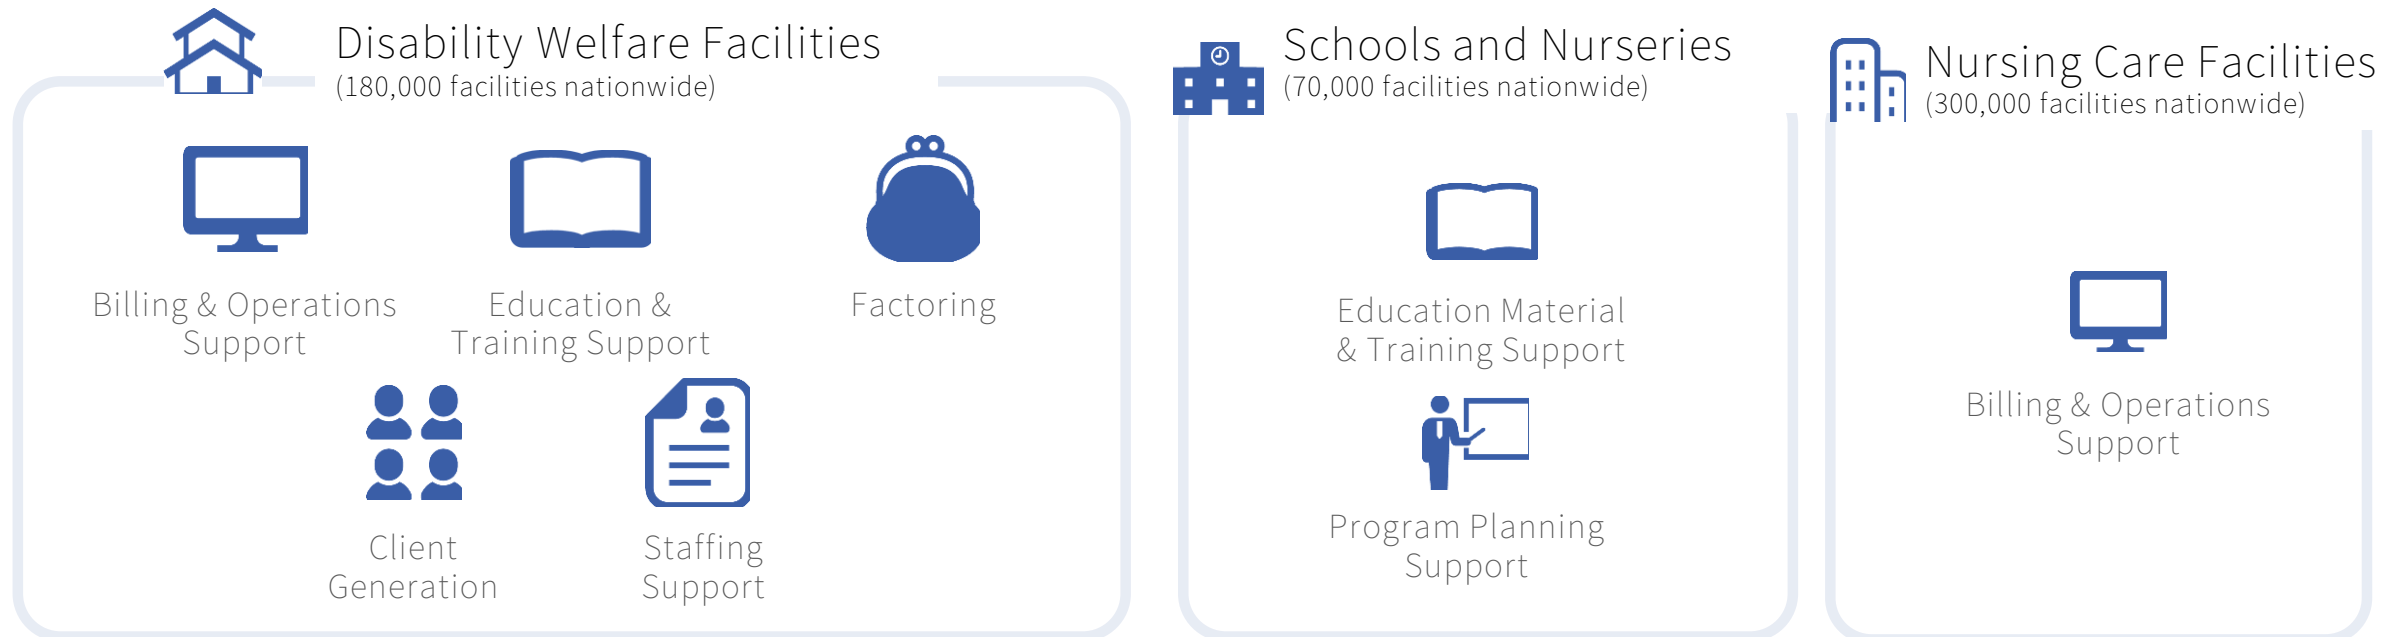 Disability Welfare Facilities
(180,000 facilities nationwide)
Billing & Operations
Support
Education &
Training Support
Factoring
Client
Generation
Staffing
Support
Schools and Nurseries
(70,000 facilities nationwide)
Education Material
& Training Support
Program Planning
Support
Nursing Care Facilities
(300,000 facilities nationwide)
Billing & Operations
Support